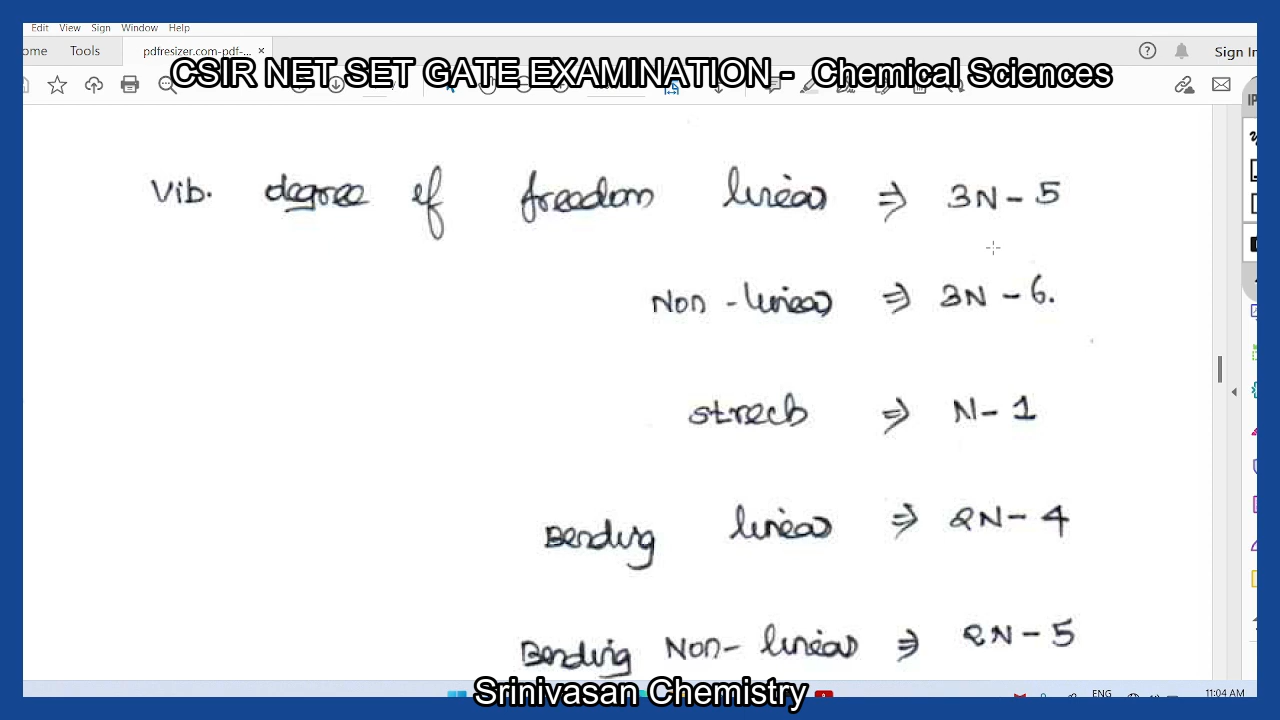 Edit View Sign Window Help
ome Tools pdfresizer.com-pdf-... × Sign In
CSIR NET SET GATE EXAMINATION - Chemical Sciences
Vib. degree of freedom linear ⇒ 3N - 5
Non - linear ⇒ 3N - 6.
strech ⇒ N - 1
Bending linear ⇒ 2N - 4
Bending Non - linear ⇒ 2N - 5
Srinivasan Chemistry
ENG 11:04 AM